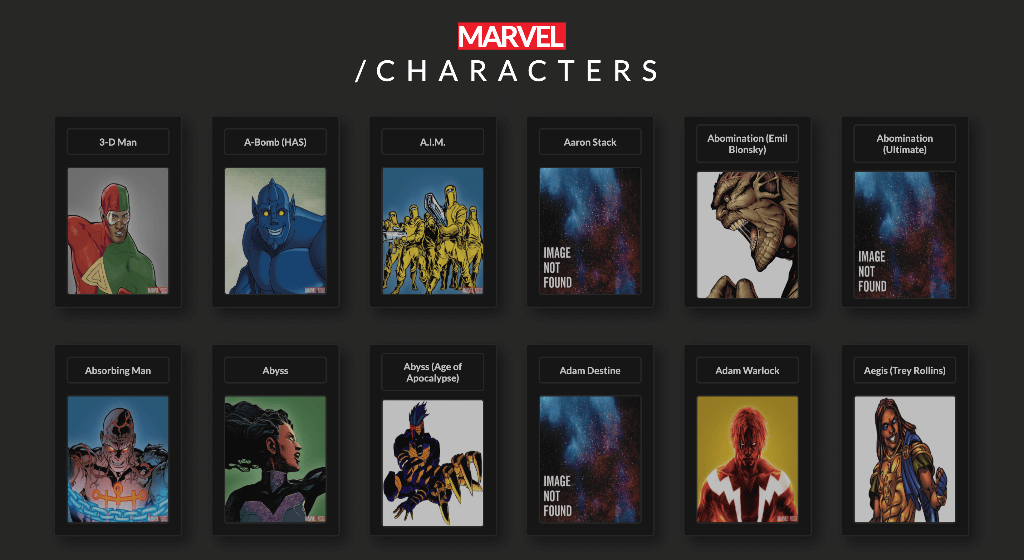 MARVEL
/CHARACTERS
3-D Man
A-Bomb (HAS)
A.I.M.
Aaron Stack
Abomination (Emil
Blonsky)
Abomination
(Ultimate)
IMAGE
NOT
FOUND
IMAGE
NOT
FOUND
Absorbing Man
Abyss
Abyss (Age of
Apocalypse)
Adam Destine
Adam Warlock
Aegis (Trey Rollins)
IMAGE
NOT
FOUND